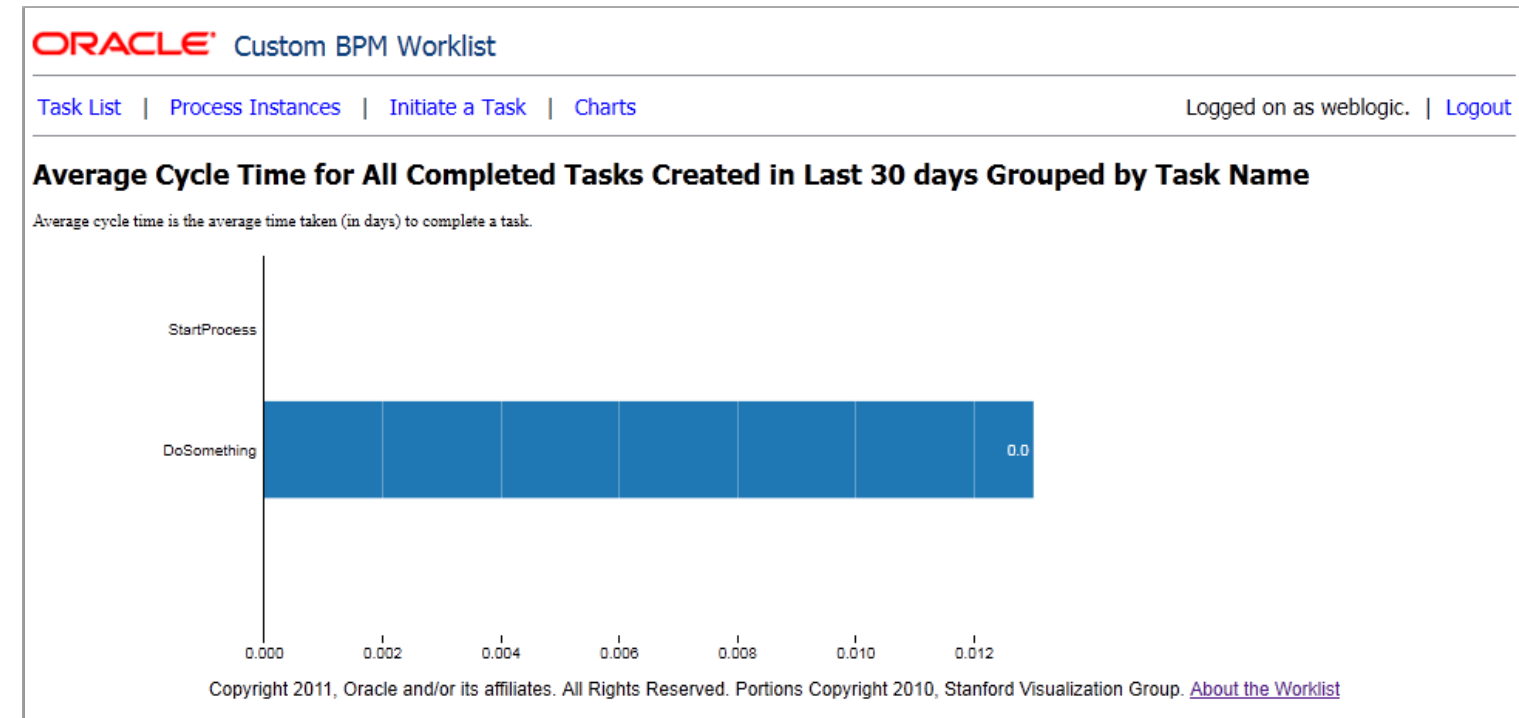 ORACLE Custom BPM Worklist
Task List | Process Instances | Initiate a Task | Charts Logged on as weblogic. | Logout
Average Cycle Time for All Completed Tasks Created in Last 30 days Grouped by Task Name
Average cycle time is the average time taken (in days) to complete a task.
StartProcess
DoSomething 0.0
0.000 0.002 0.004 0.006 0.008 0.010 0.012
Copyright 2011, Oracle and/or its affiliates. All Rights Reserved. Portions Copyright 2010, Stanford Visualization Group. About the Worklist